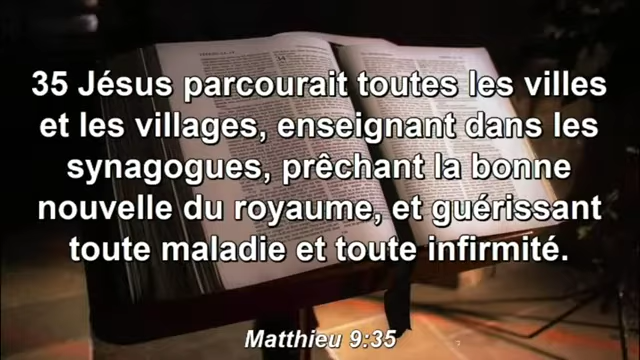 35 Jésus parcourait toutes les villes
et les villages, enseignant dans les
synagogues, prêchant la bonne
nouvelle du royaume, et guérissant
toute maladie et toute infirmité.
Matthieu 9:35